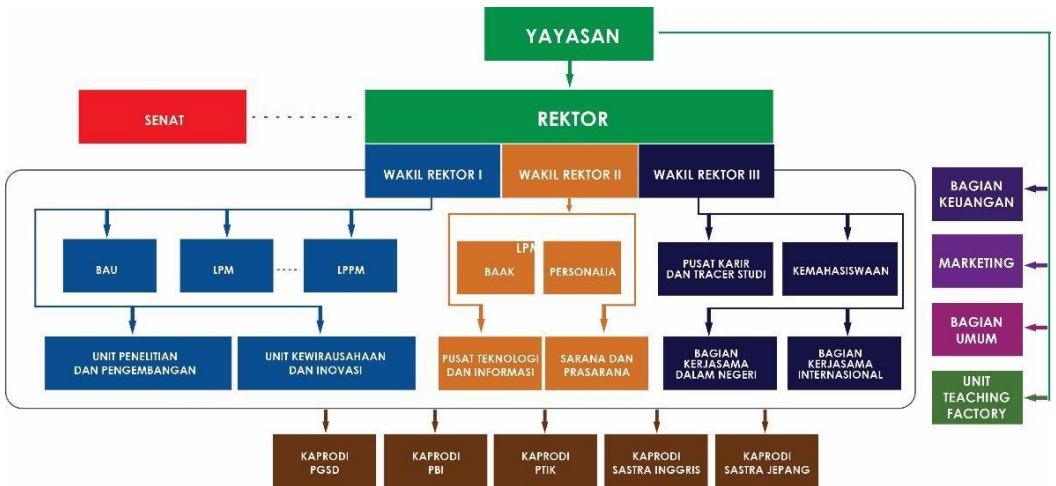 YAYASAN
SENAT
REKTOR
WAKIL REKTOR I
WAKIL REKTOR II
WAKIL REKTOR III
BAGIAN
KEUANGAN
BAU
LPM
LPPM
LPM
BAAK
PERSONALIA
PUSAT KARIR
DAN TRACER STUDI
KEMAHASISWAAN
MARKETING
UNIT PENELITIAN
DAN PENGEMBANGAN
UNIT KEWIRAUSAHAAN
DAN INOVASI
PUSAT TEKNOLOGI
DAN INFORMASI
SARANA DAN
PRASARANA
BAGIAN
KERJASAMA
DALAM NEGERI
BAGIAN
KERJASAMA
INTERNASIONAL
BAGIAN
UMUM
UNIT
TEACHING
FACTORY
KAPRODI
PGSD
KAPRODI
PBI
KAPRODI
PTIK
KAPRODI
SASTRA INGGRIS
KAPRODI
SASTRA JEPANG